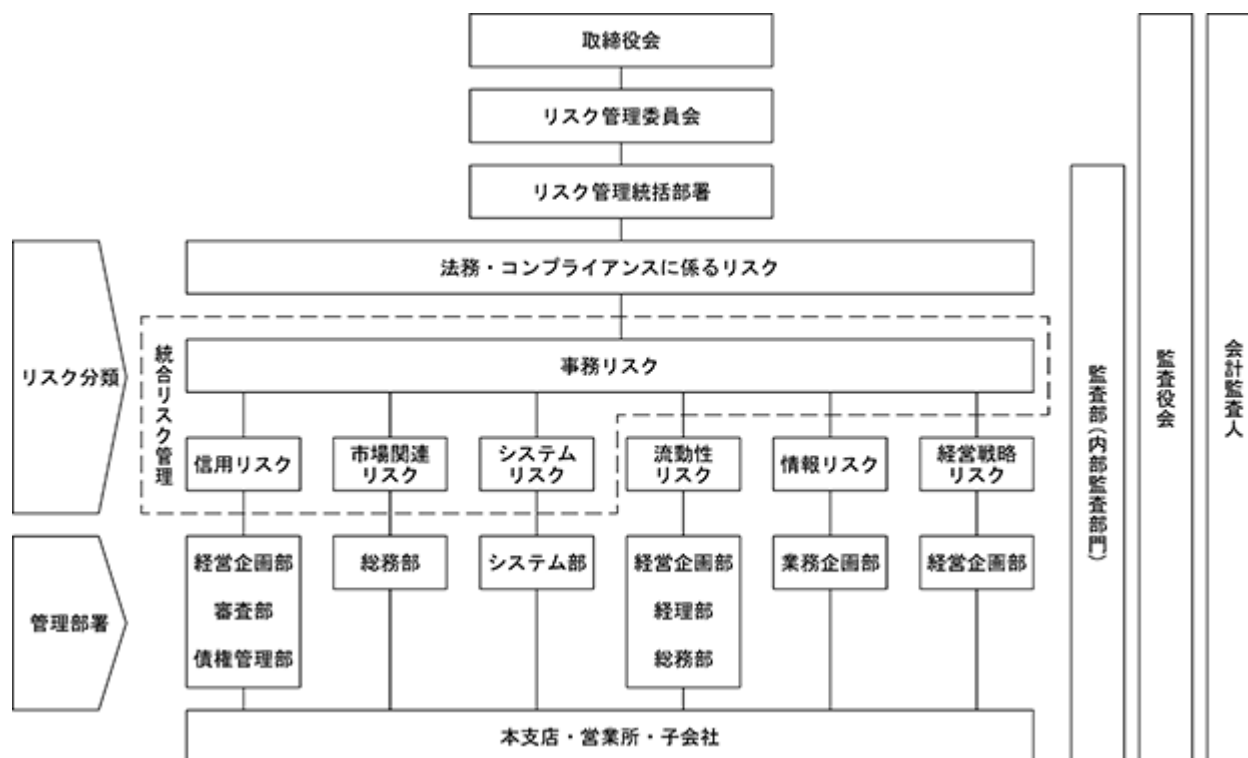 取締役会
リスク管理委員会
リスク管理統括部署
法務・コンプライアンスに係るリスク
リスク分類
統合リスク管理
事務リスク
信用リスク
市場関連
リスク
システム
リスク
流動性
リスク
情報リスク
経営戦略
リスク
管理部署
経営企画部
審査部
債権管理部
総務部
システム部
経営企画部
経理部
総務部
業務企画部
経営企画部
本支店・営業所・子会社
監査部（内部監査部門）
監査役会
会計監査人